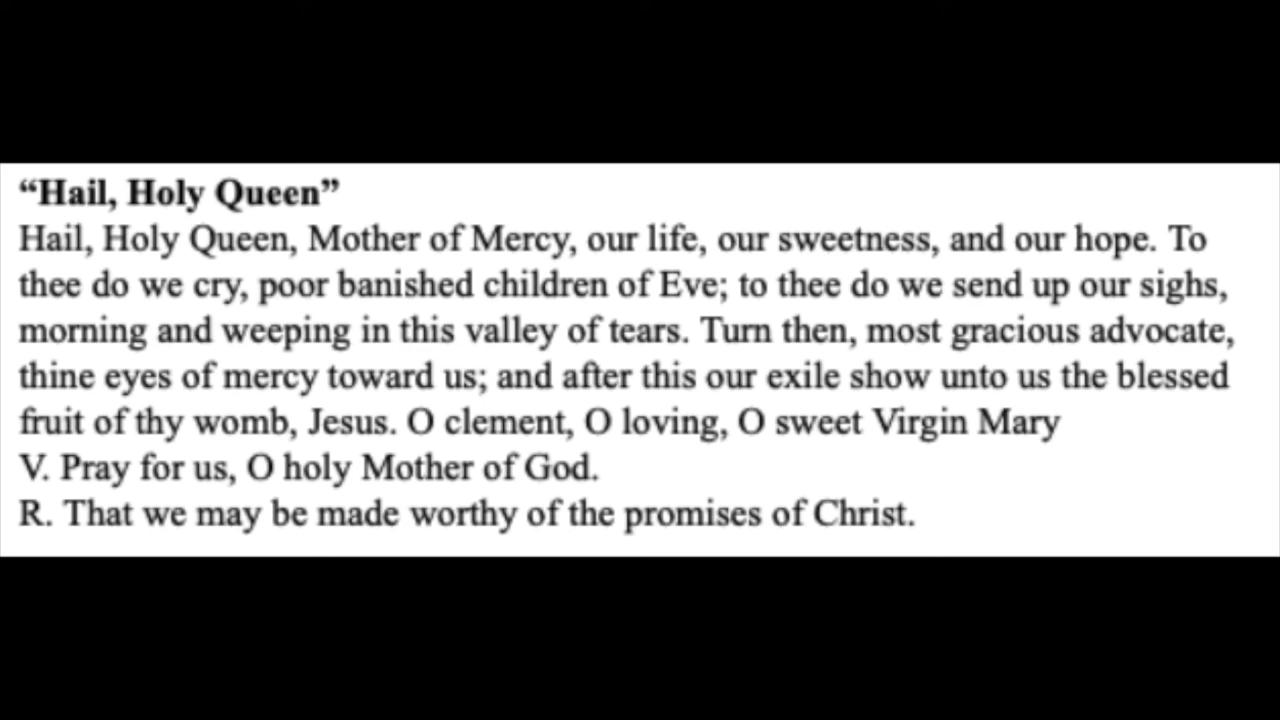 “Hail, Holy Queen”
Hail, Holy Queen, Mother of Mercy, our life, our sweetness, and our hope. To
thee do we cry, poor banished children of Eve; to thee do we send up our sighs,
morning and weeping in this valley of tears. Turn then, most gracious advocate,
thine eyes of mercy toward us; and after this our exile show unto us the blessed
fruit of thy womb, Jesus. O clement, O loving, O sweet Virgin Mary
V. Pray for us, O holy Mother of God.
R. That we may be made worthy of the promises of Christ.